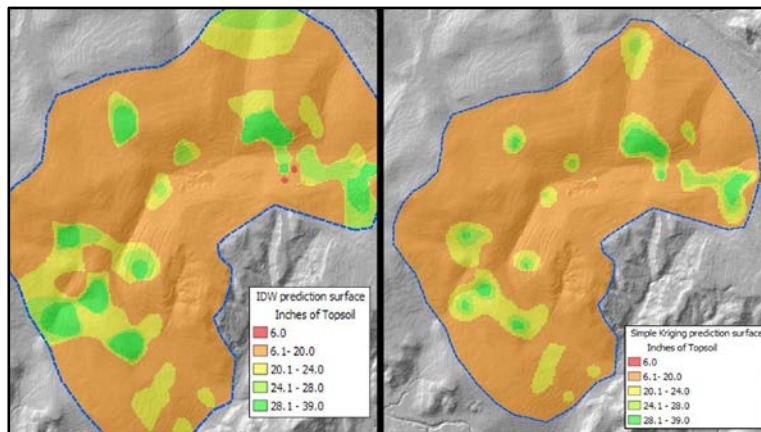 IDW prediction surface
Inches of Topsoil
6.0
6.1- 20.0
20.1 - 24.0
24.1 - 28.0
28.1 - 39.0
Simple Kriging prediction surface
Inches of Topsoil
6.0
6.1- 20.0
20.1 - 24.0
24.1 - 28.0
28.1 - 39.0